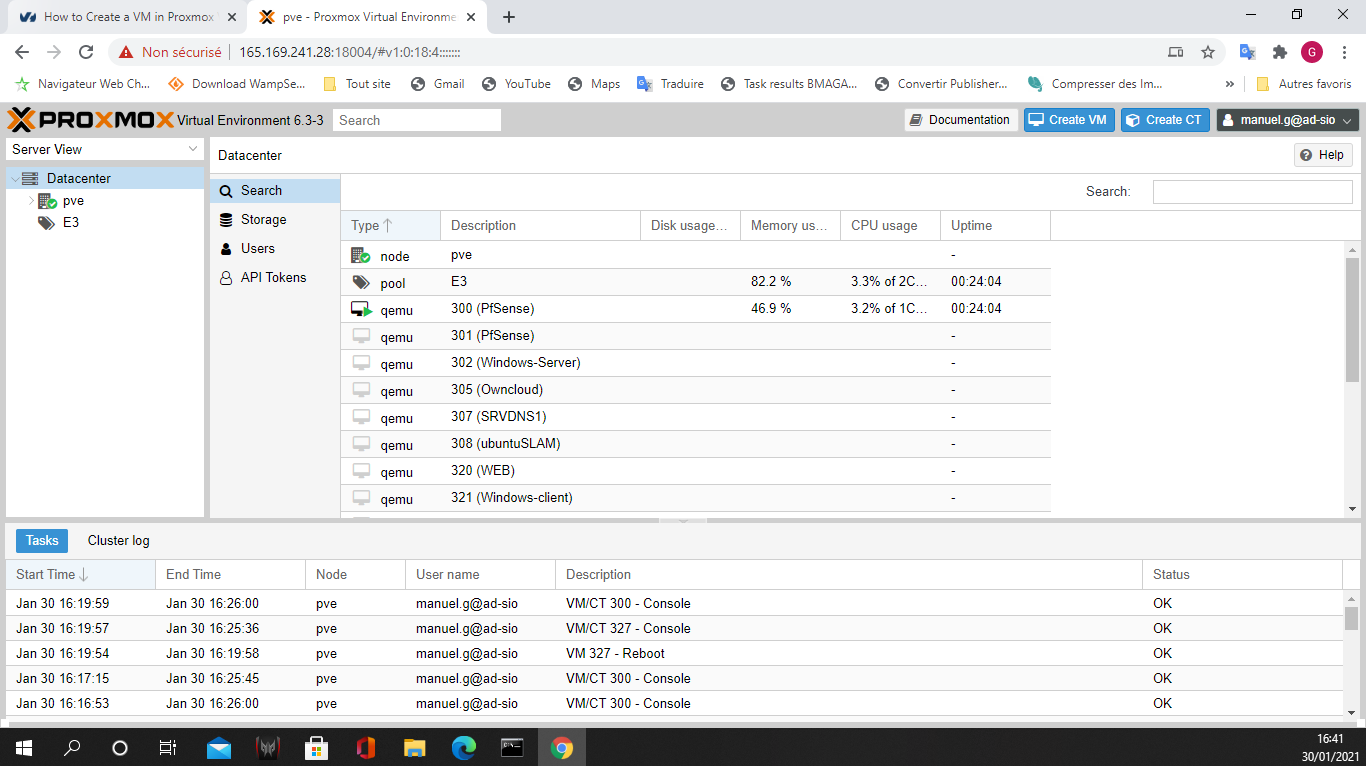 How to Create a VM in Proxmox
pve - Proxmox Virtual Environme
Non sécurisé 165.169.241.28:18004/#v1:0:18:4:::::::
G
Navigateur Web Ch... Download WampSe... Tout site Gmail YouTube Maps Traduire Task results BMAGA... Convertir Publisher... Compresser des Im... » Autres favoris
PROXMOX Virtual Environment 6.3-3 Search Documentation Create VM Create CT manuel.g@ad-sio
Server View
Datacenter
pve
E3
Datacenter Help
Search
Storage
Users
API Tokens
Search:
Type Description Disk usage... Memory us... CPU usage Uptime
node pve -
pool E3 82.2 % 3.3% of 2C... 00:24:04
qemu 300 (PfSense) 46.9 % 3.2% of 1C... 00:24:04
qemu 301 (PfSense) -
qemu 302 (Windows-Server) -
qemu 305 (Owncloud) -
qemu 307 (SRVDNS1) -
qemu 308 (ubuntuSLAM) -
qemu 320 (WEB) -
qemu 321 (Windows-client) -
Tasks Cluster log
Start Time End Time Node User name Description Status
Jan 30 16:19:59 Jan 30 16:26:00 pve manuel.g@ad-sio VM/CT 300 - Console OK
Jan 30 16:19:57 Jan 30 16:25:36 pve manuel.g@ad-sio VM/CT 327 - Console OK
Jan 30 16:19:54 Jan 30 16:19:58 pve manuel.g@ad-sio VM 327 - Reboot OK
Jan 30 16:17:15 Jan 30 16:25:45 pve manuel.g@ad-sio VM/CT 300 - Console OK
Jan 30 16:16:53 Jan 30 16:26:00 pve manuel.g@ad-sio VM/CT 300 - Console OK
16:41
30/01/2021